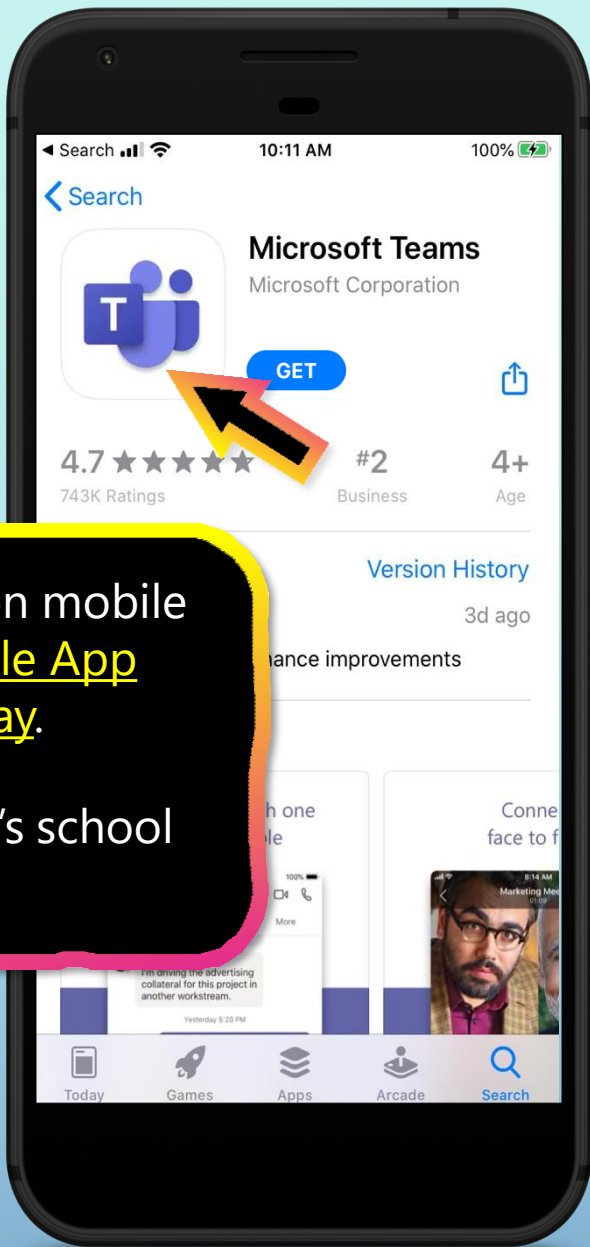 Search
10:11 AM
100%
Search
Microsoft Teams
Microsoft Corporation
T
GET
4.7
#2
4+
743K Ratings
Business
Age
Version History
3d ago
n mobile
le App
ay.
's school
ance improvements
h one
le
Conne
face to f
100%
More
I'm driving the advertising
collateral for this project in
another workstream.
Yesterday 5:20 PM
8:14 AM
Marketing Mee
01:09
Today
Games
Apps
Arcade
Search